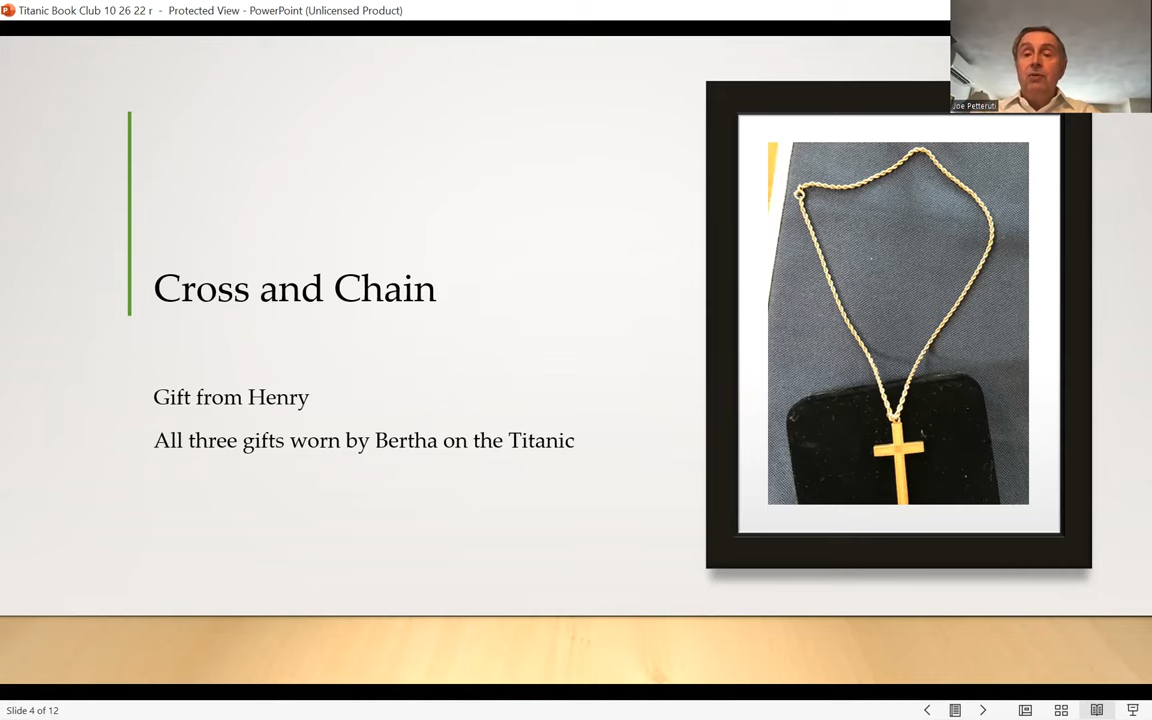 Titanic Book Club 10 26 22 r - Protected View - PowerPoint (Unlicensed Product)
Joe Petteruti
Cross and Chain
Gift from Henry
All three gifts worn by Bertha on the Titanic
Slide 4 of 12